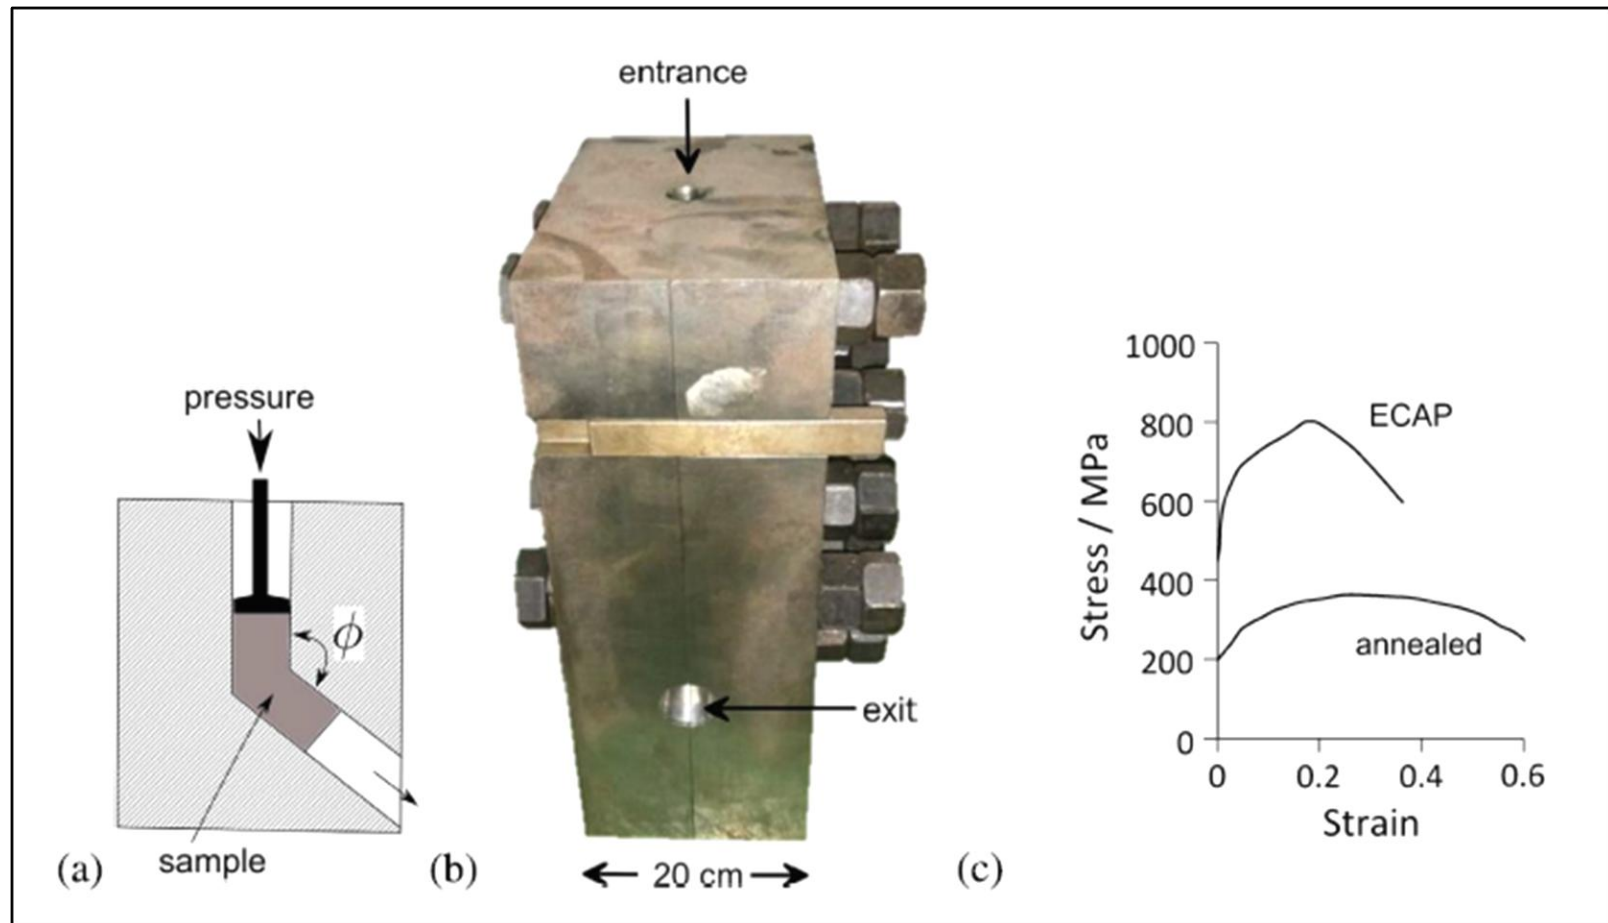 pressure
ϕ
sample
(a)
entrance
exit
(b)
20 cm
(c)
1000
800
600
400
200
0
Stress / MPa
ECAP
annealed
0
0.2
0.4
0.6
Strain